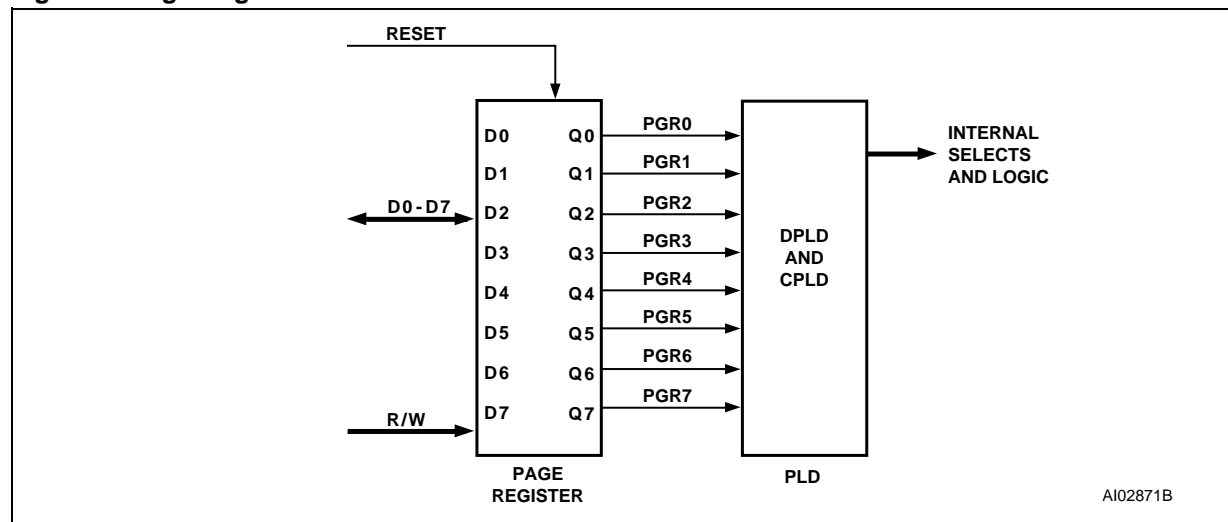 RESET
D0 Q0 PGR0
D1 Q1 PGR1
D0-D7 D2 Q2 PGR2
D3 Q3 PGR3
D4 Q4 PGR4
D5 Q5 PGR5
D6 Q6 PGR6
R/W D7 Q7 PGR7
DPLD
AND
CPLD
INTERNAL
SELECTS
AND LOGIC
PAGE
REGISTER
PLD
AI02871B